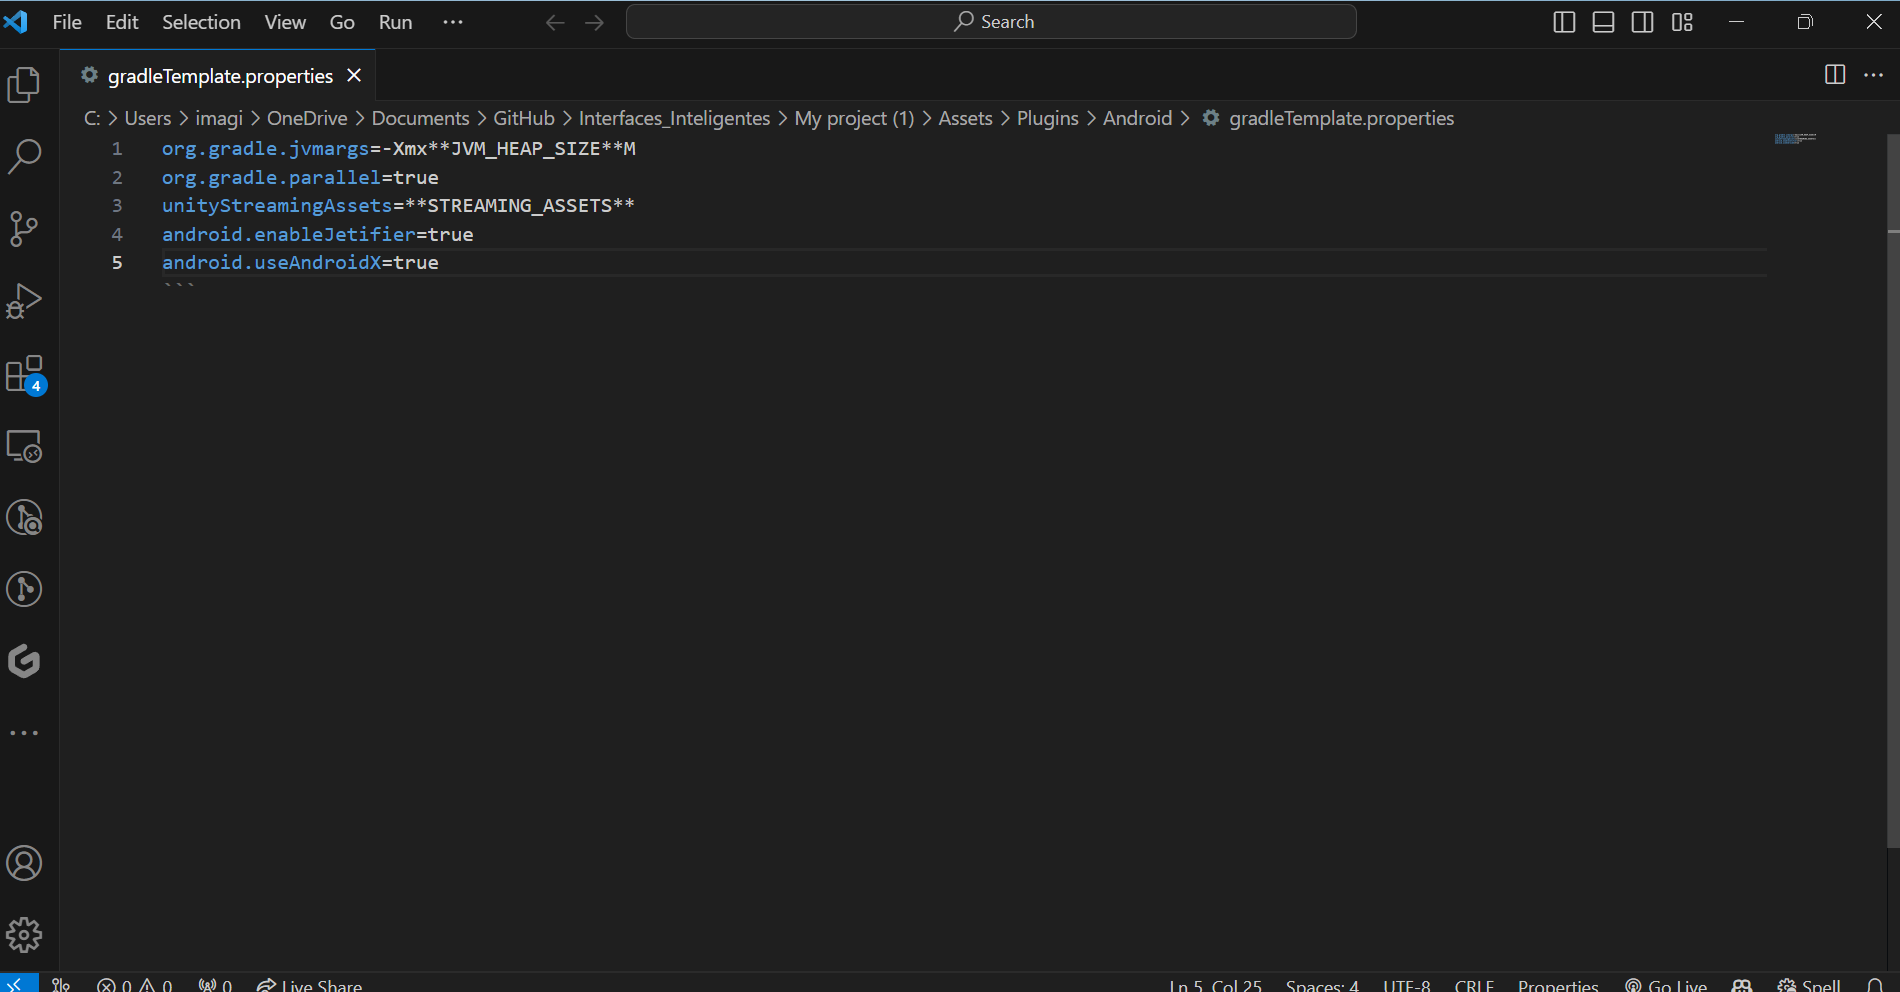 File Edit Selection View Go Run ··· Search
gradleTemplate.properties
C: > Users > imagi > OneDrive > Documents > GitHub > Interfaces_Inteligentes > My project (1) > Assets > Plugins > Android > gradleTemplate.properties
1 org.gradle.jvmargs=-Xmx**JVM_HEAP_SIZE**M
2 org.gradle.parallel=true
3 unityStreamingAssets=**STREAMING_ASSETS**
4 android.enableJetifier=true
5 android.useAndroidX=true
```
4
0 0 0 Live Share Ln 5, Col 25 Spaces: 4 UTF-8 CRLF Properties Go Live Spell